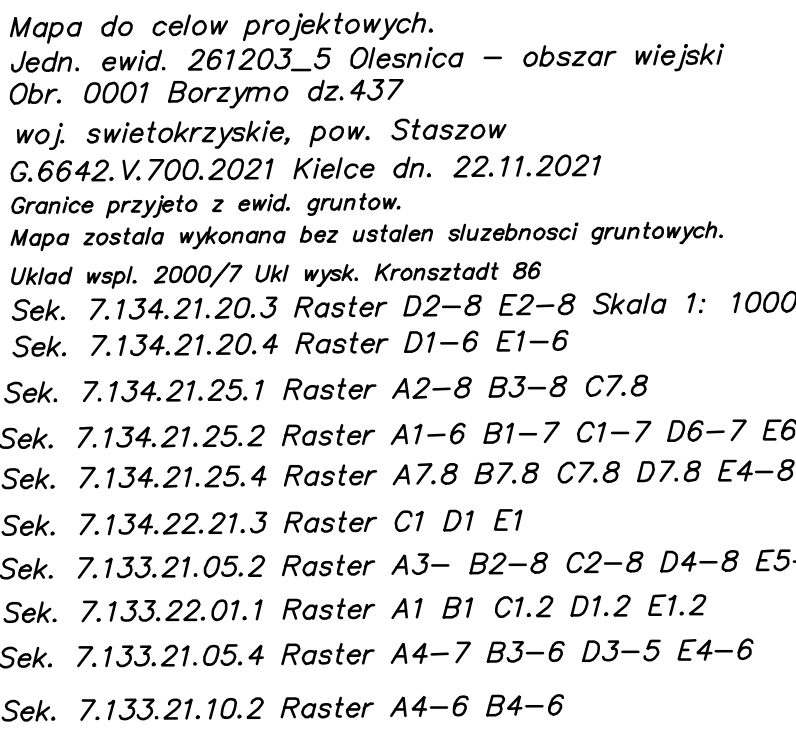 Mapa do celow projektowych.
Jedn. ewid. 261203_5 Olesnica – obszar wiejski
Obr. 0001 Borzymo dz.437
woj. swietokrzyskie, pow. Staszow
G.6642.V.700.2021 Kielce dn. 22.11.2021
Granice przyjeto z ewid. gruntow.
Mapa zostala wykonana bez ustalen sluzebnosci gruntowych.
Uklad wspl. 2000/7 Ukl wysk. Kronsztadt 86
Sek. 7.134.21.20.3 Raster D2–8 E2–8 Skala 1: 1000
Sek. 7.134.21.20.4 Raster D1–6 E1–6
Sek. 7.134.21.25.1 Raster A2–8 B3–8 C7.8
Sek. 7.134.21.25.2 Raster A1–6 B1–7 C1–7 D6–7 E6
Sek. 7.134.21.25.4 Raster A7.8 B7.8 C7.8 D7.8 E4–8
Sek. 7.134.22.21.3 Raster C1 D1 E1
Sek. 7.133.21.05.2 Raster A3– B2–8 C2–8 D4–8 E5-
Sek. 7.133.22.01.1 Raster A1 B1 C1.2 D1.2 E1.2
Sek. 7.133.21.05.4 Raster A4–7 B3–6 D3–5 E4–6
Sek. 7.133.21.10.2 Raster A4–6 B4–6